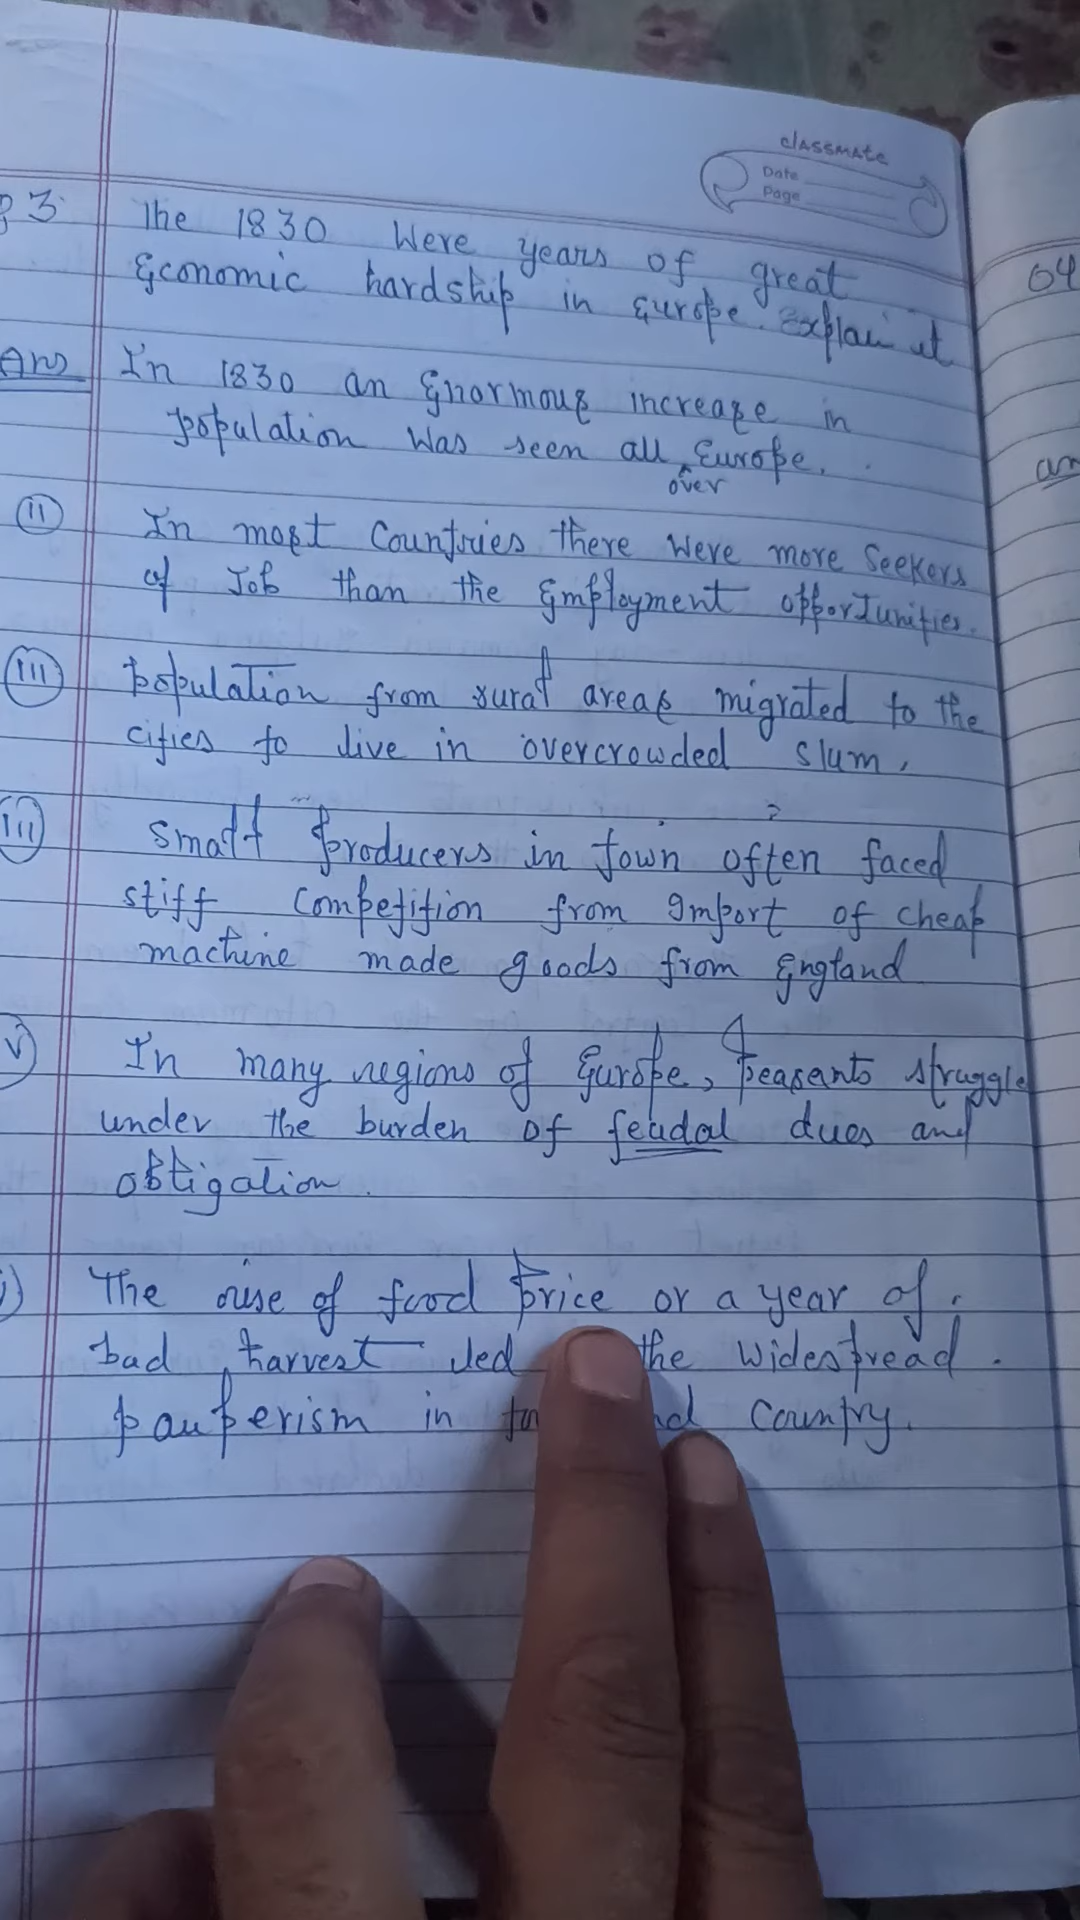 classmate
Date
Page
3. The 1830 Were years of great
Economic hardship in Europe. Explain it
Ans In 1830 an Enormous increase in
population was seen all over Europe.
(ii) In most Countries there were more Seekers
of Job than the Employment opportunities.
(iii) population from rural areas migrated to the
cities to live in overcrowded slum.
(iii) Small producers in town often faced
stiff Competition from import of cheap
machine made goods from England
v) In many regions of Europe, peasants struggle
under the burden of feudal dues and
obligation.
) The rise of food price or a year of
bad harvest led the widespread.
pauperism in country.
04
an